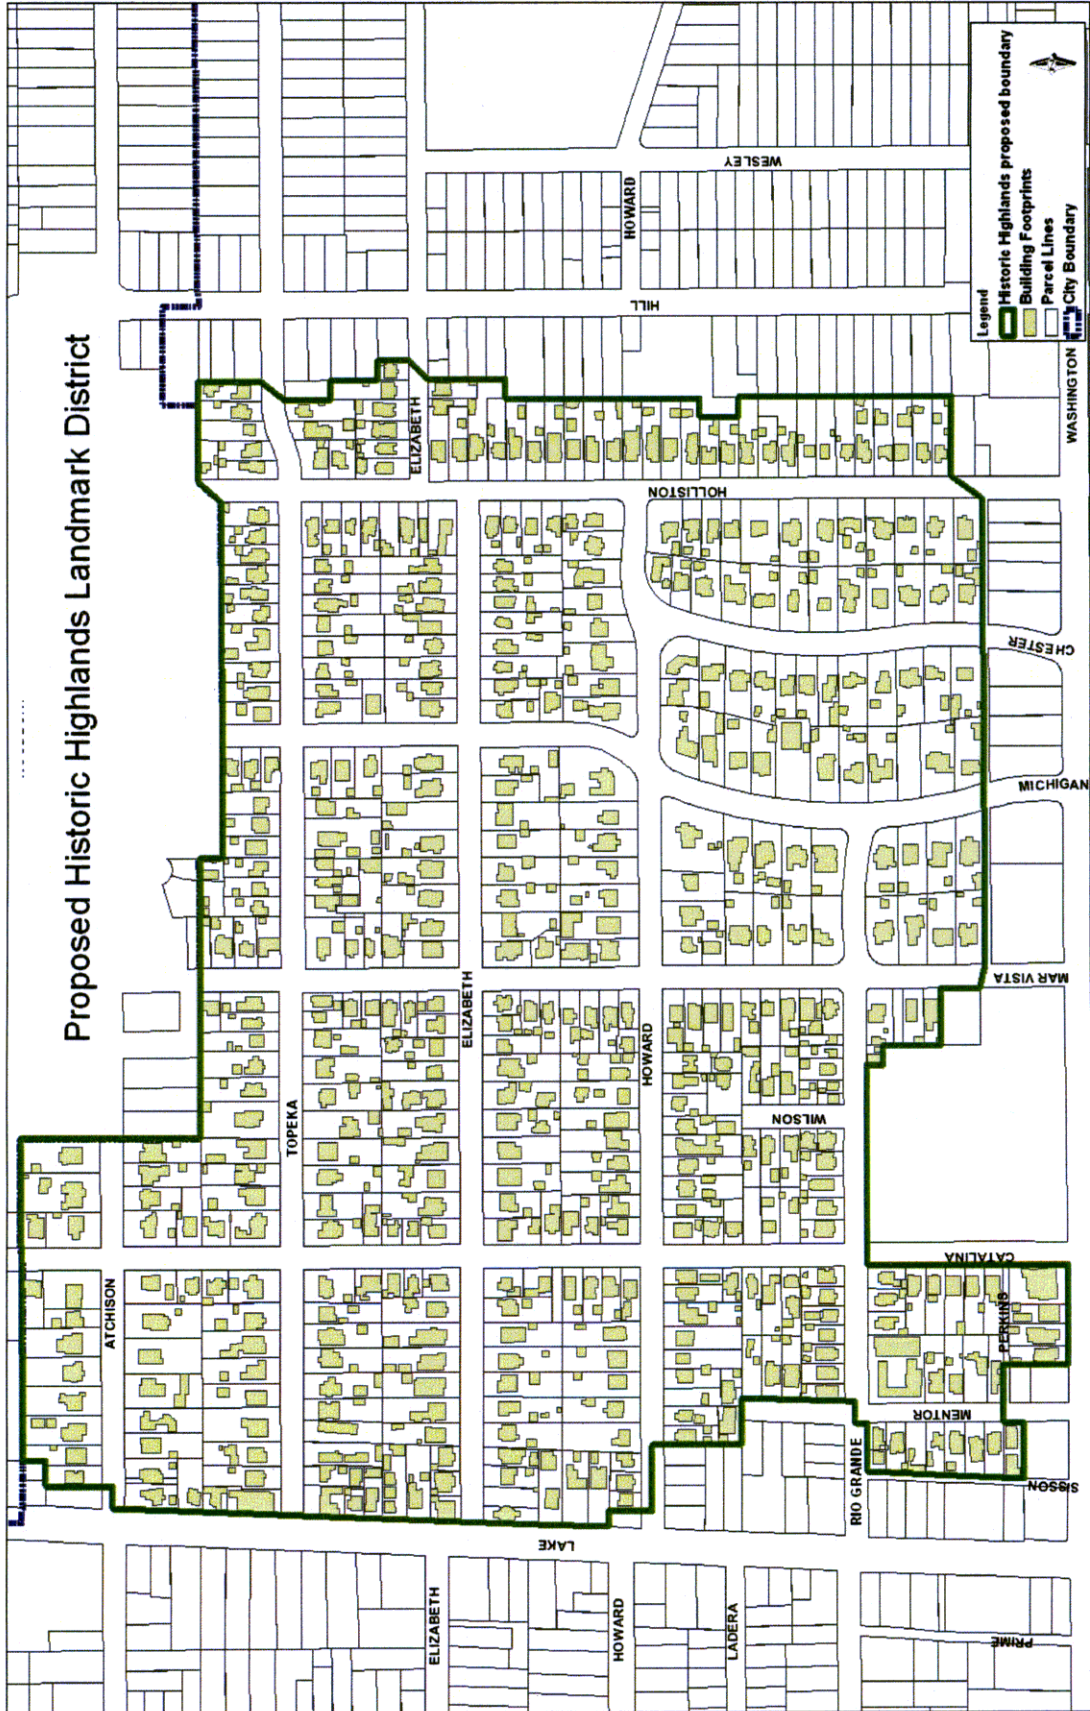 Proposed Historic Highlands Landmark District
ATCHISON
TOPEKA
ELIZABETH
ELIZABETH
ELIZABETH
HOWARD
HOWARD
HOWARD
LADERA
RIO GRANDE
LAKE
PRIME
SISSON
MENTOR
PERKINS
CATALINA
WILSON
MAR VISTA
MICHIGAN
CHESTER
HOLLISTON
HILL
WESLEY
WASHINGTON
Legend
Historic Highlands proposed boundary
Building Footprints
Parcel Lines
City Boundary